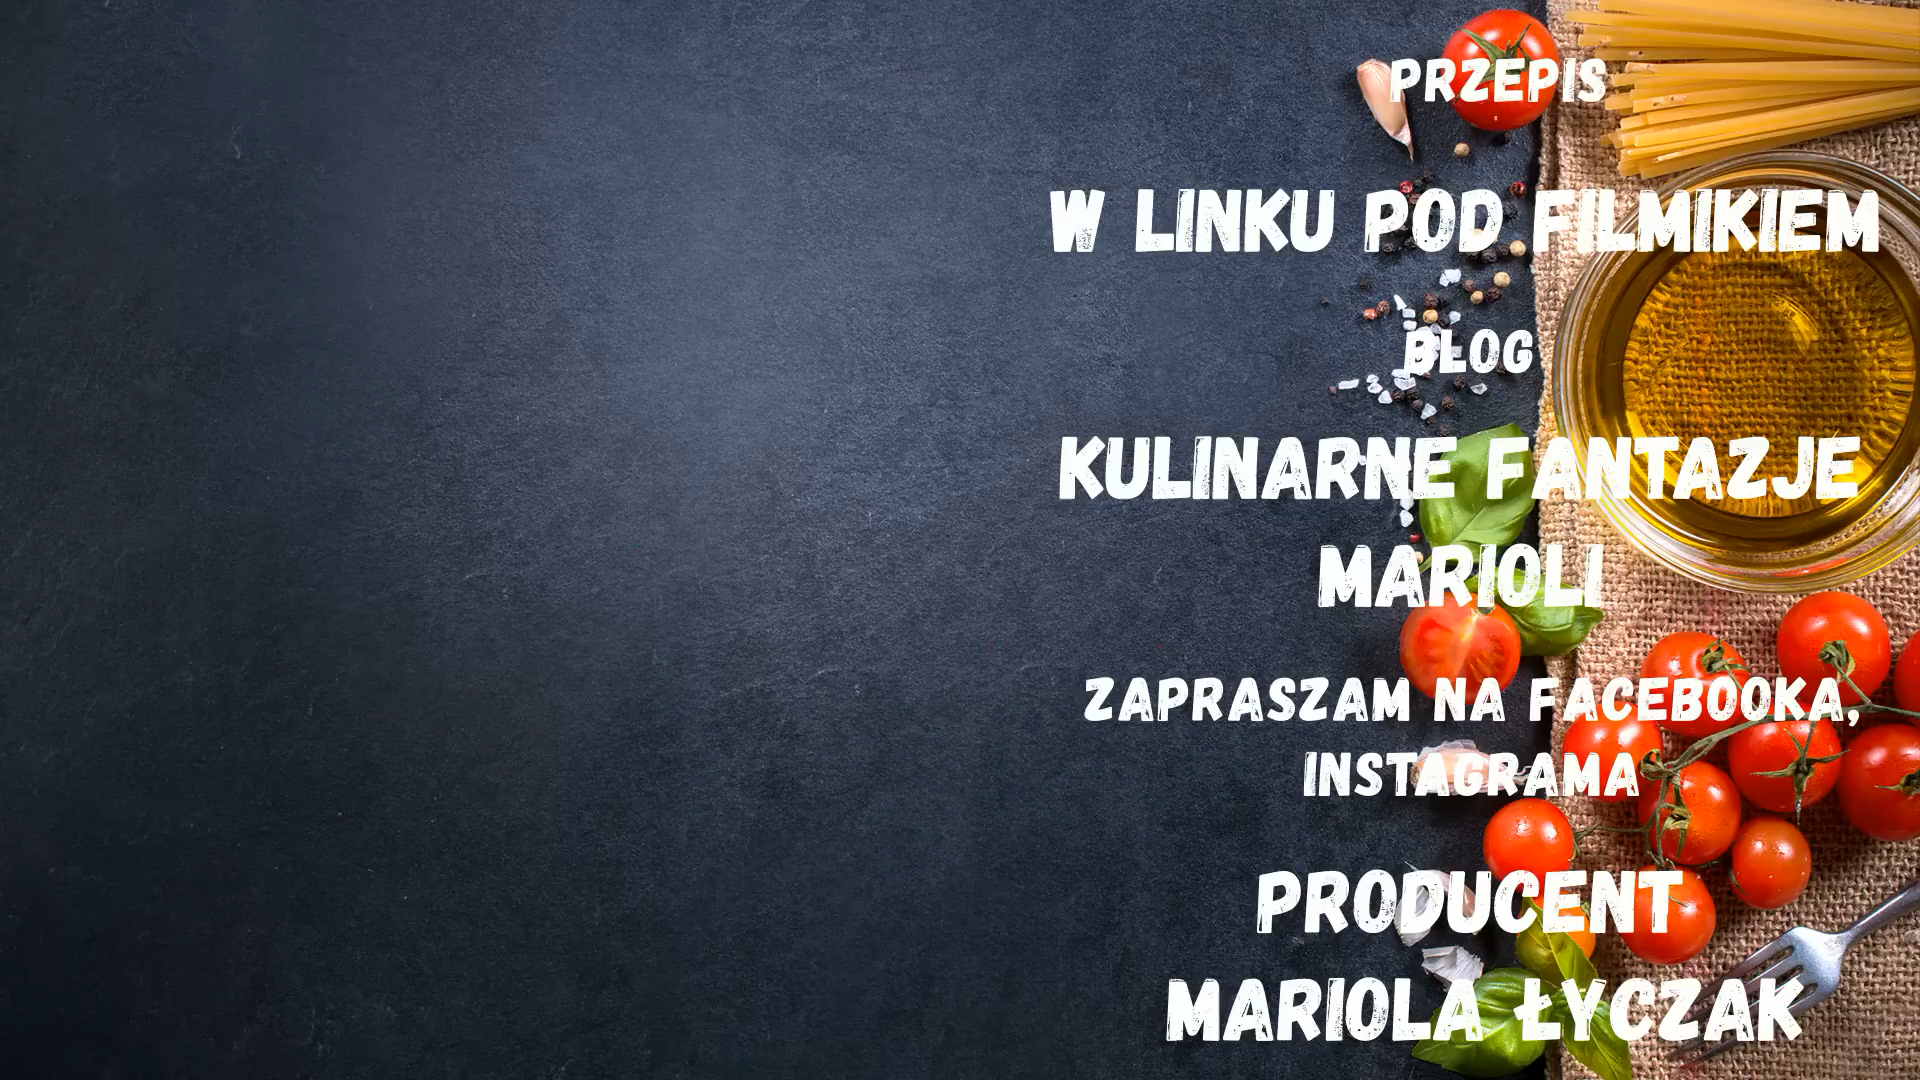 PRZEPIS
W LINKU POD FILMIKIEM
BLOG
KULINARNE FANTAZJE
MARIOLI
ZAPRASZAM NA FACEBOOKA,
INSTAGRAMA
PRODUCENT
MARIOLA ŁYCZAK